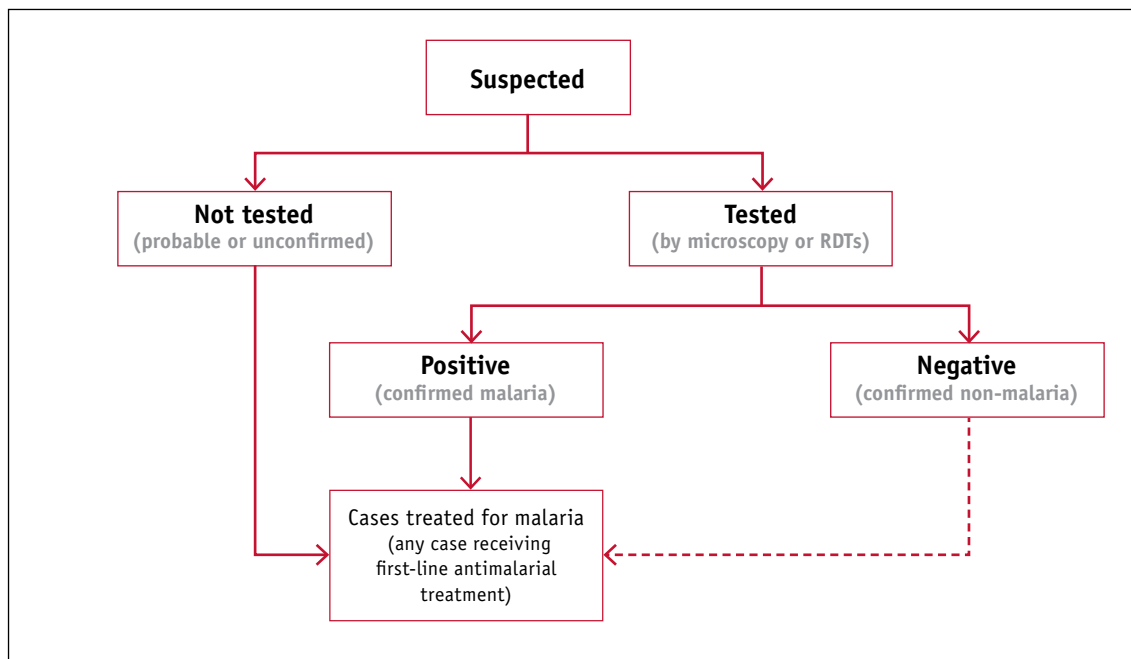 Suspected
Not tested
(probable or unconfirmed)
Tested
(by microscopy or RDTs)
Positive
(confirmed malaria)
Negative
(confirmed non-malaria)
Cases treated for malaria
(any case receiving
first-line antimalarial
treatment)